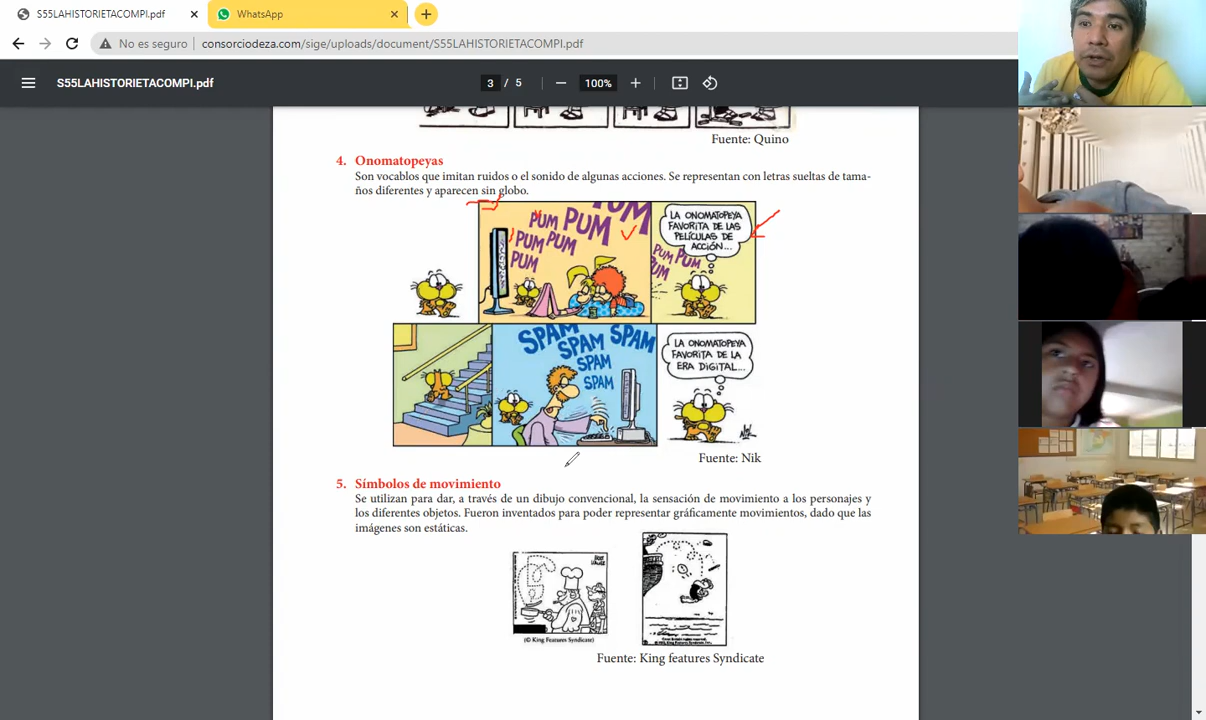 S55LAHISTORIETACOMPI.pdf
WhatsApp
No es seguro
consorciodeza.com/sige/uploads/document/S55LAHISTORIETACOMPI.pdf
S55LAHISTORIETACOMPI.pdf
3 / 5
100%
Fuente: Quino
4. Onomatopeyas
Son vocablos que imitan ruidos o el sonido de algunas acciones. Se representan con letras sueltas de tama-
ños diferentes y aparecen sin globo.
PUM
PUM PUM
PUM PUM
PUM
LA ONOMATOPEYA
FAVORITA DE LAS
PELÍCULAS DE
ACCIÓN...
PUM PUM
PUM
SPAM SPAM
SPAM
SPAM
SPAM
LA ONOMATOPEYA
FAVORITA DE LA
ERA DIGITAL...
NIK
Fuente: Nik
5. Símbolos de movimiento
Se utilizan para dar, a través de un dibujo convencional, la sensación de movimiento a los personajes y
los diferentes objetos. Fueron inventados para poder representar gráficamente movimientos, dado que las
imágenes son estáticas.
(© King Features Syndicate)
Fuente: King features Syndicate